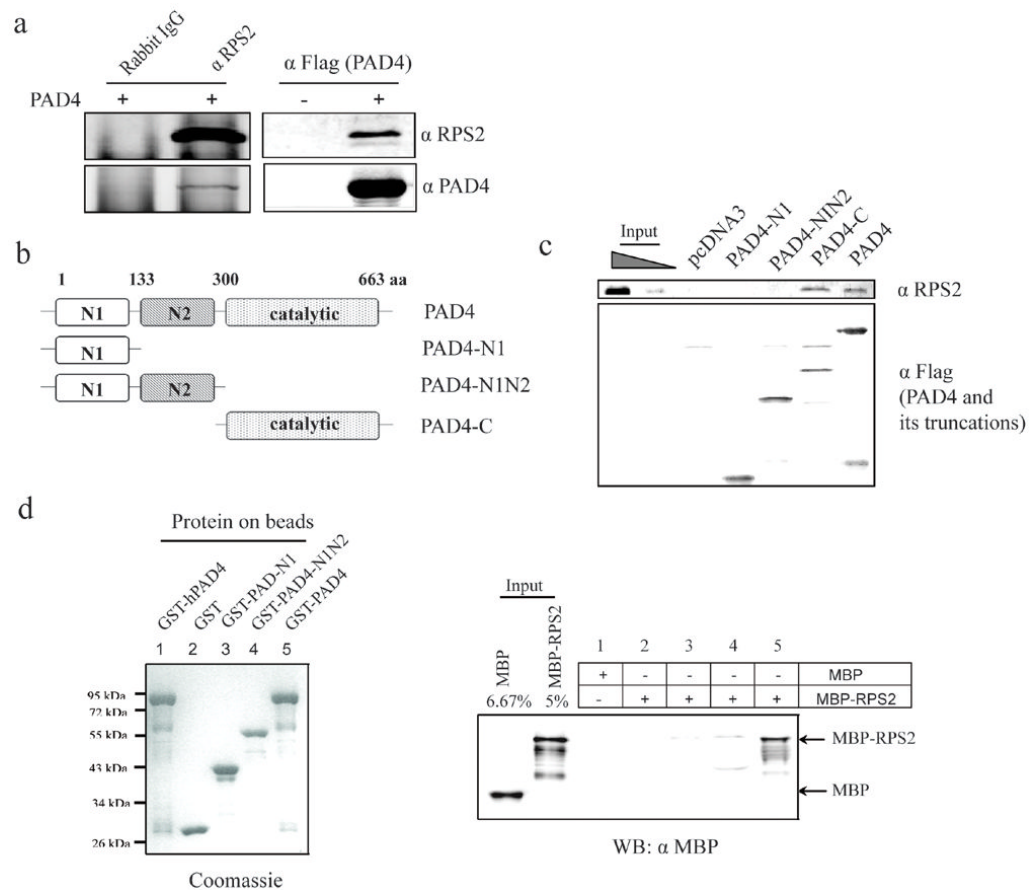 a
Rabbit IgG
α RPS2
α Flag (PAD4)
PAD4 + + - +
α RPS2
α PAD4
b
1 133 300 663 aa
N1 N2 catalytic PAD4
N1 PAD4-N1
N1 N2 PAD4-N1N2
catalytic PAD4-C
c
Input
pcDNA3
PAD4-N1
PAD4-NIN2
PAD4-C
PAD4
α RPS2
α Flag
(PAD4 and
its truncations)
d
Protein on beads
GST-hPAD4
GST
GST-PAD-N1
GST-PAD4-N1N2
GST-PAD4
1 2 3 4 5
95 kDa
72 kDa
55 kDa
43 kDa
34 kDa
26 kDa
Coomassie
Input
MBP
MBP-RPS2
6.67% 5%
1 2 3 4 5
+ - - - - MBP
- + + + + MBP-RPS2
MBP-RPS2
MBP
WB: α MBP